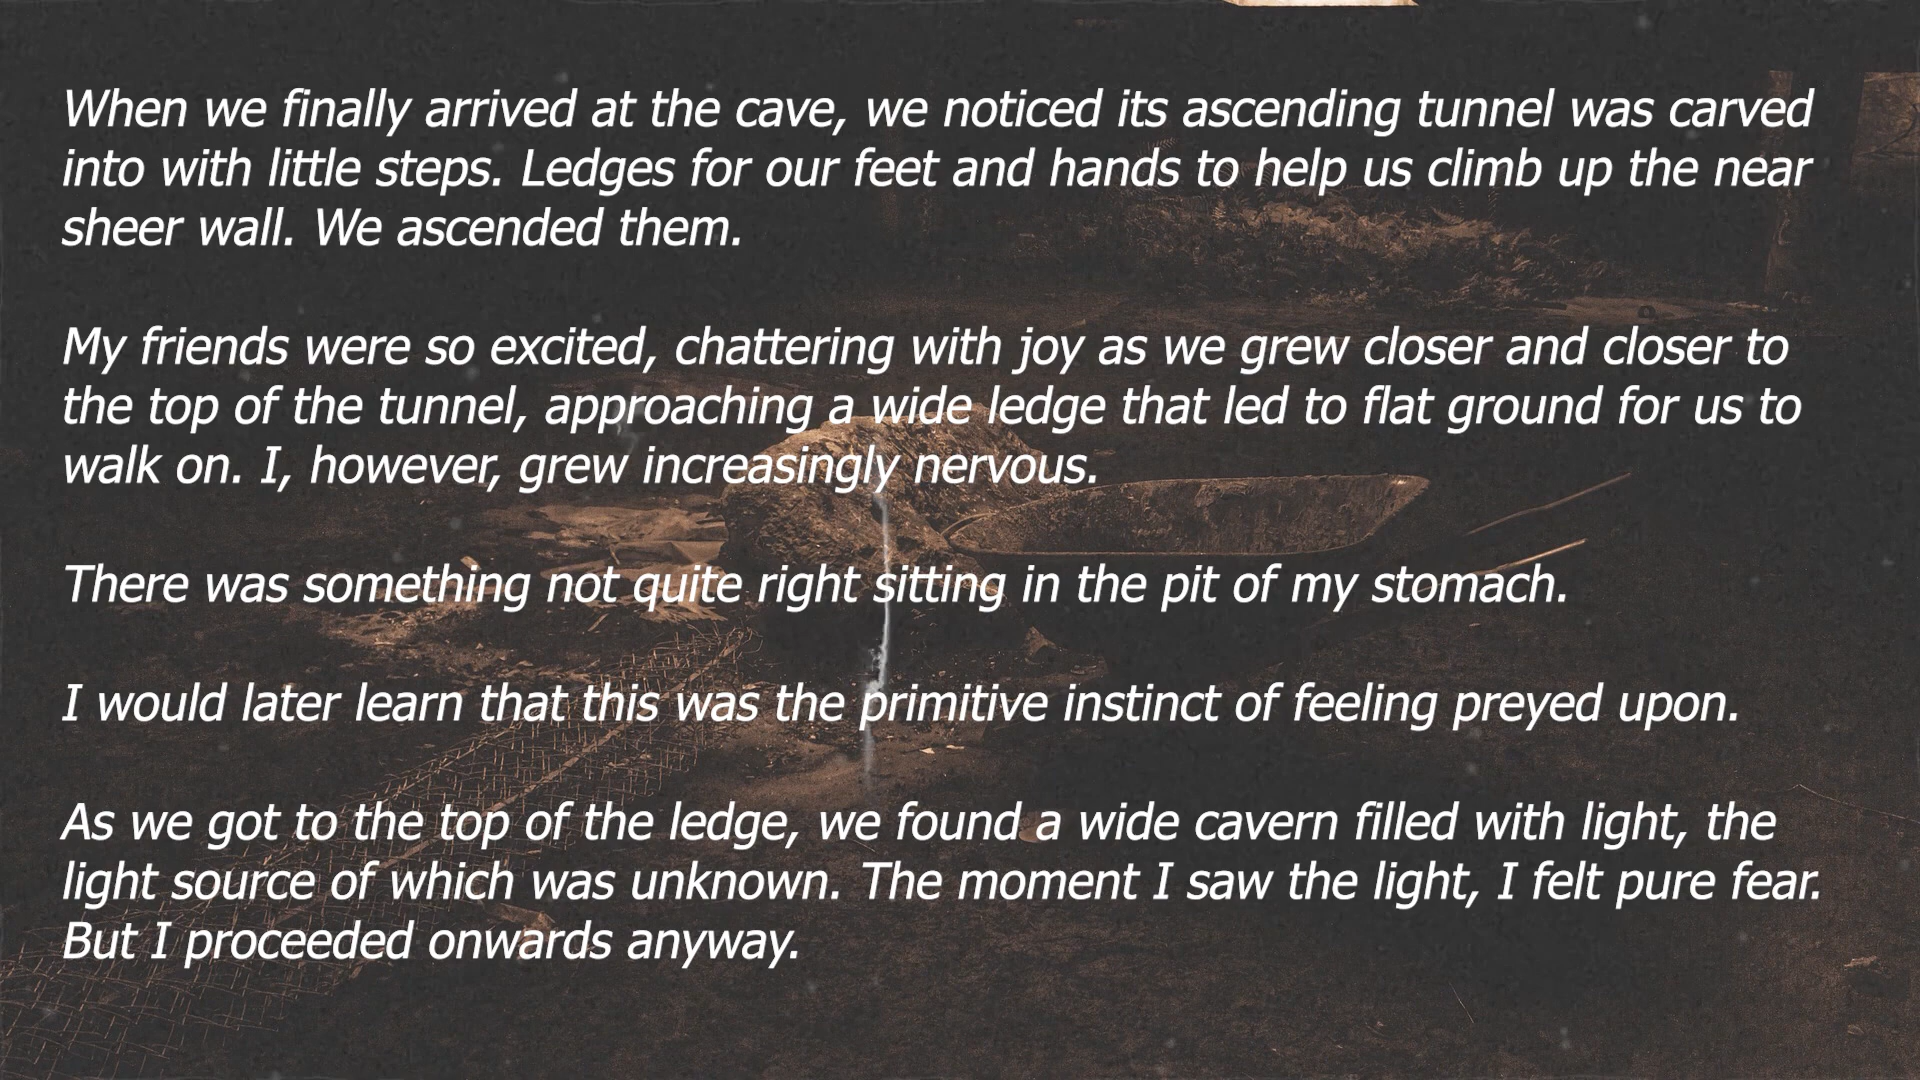 When we finally arrived at the cave, we noticed its ascending tunnel was carved
into with little steps. Ledges for our feet and hands to help us climb up the near
sheer wall. We ascended them.
My friends were so excited, chattering with joy as we grew closer and closer to
the top of the tunnel, approaching a wide ledge that led to flat ground for us to
walk on. I, however, grew increasingly nervous.
There was something not quite right sitting in the pit of my stomach.
I would later learn that this was the primitive instinct of feeling preyed upon.
As we got to the top of the ledge, we found a wide cavern filled with light, the
light source of which was unknown. The moment I saw the light, I felt pure fear.
But I proceeded onwards anyway.